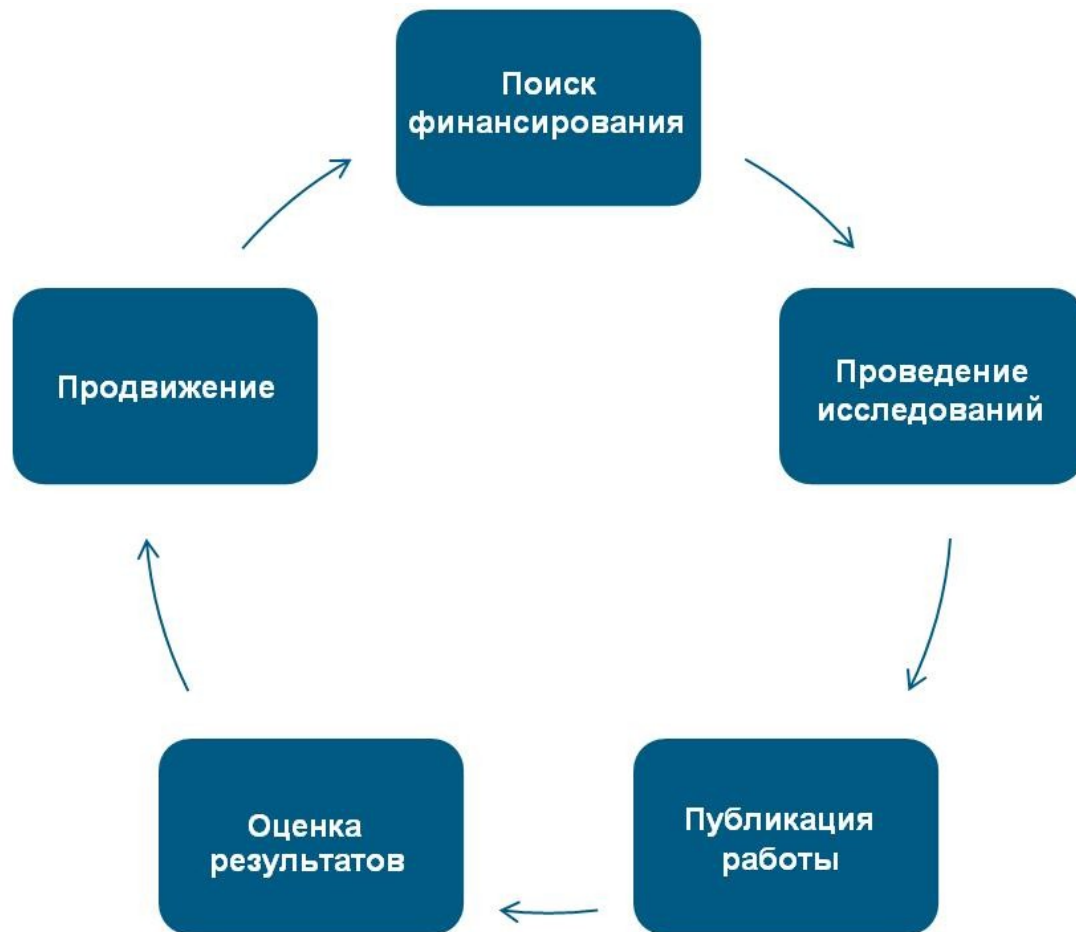 Поиск
финансирования
Проведение
исследований
Публикация
работы
Оценка
результатов
Продвижение